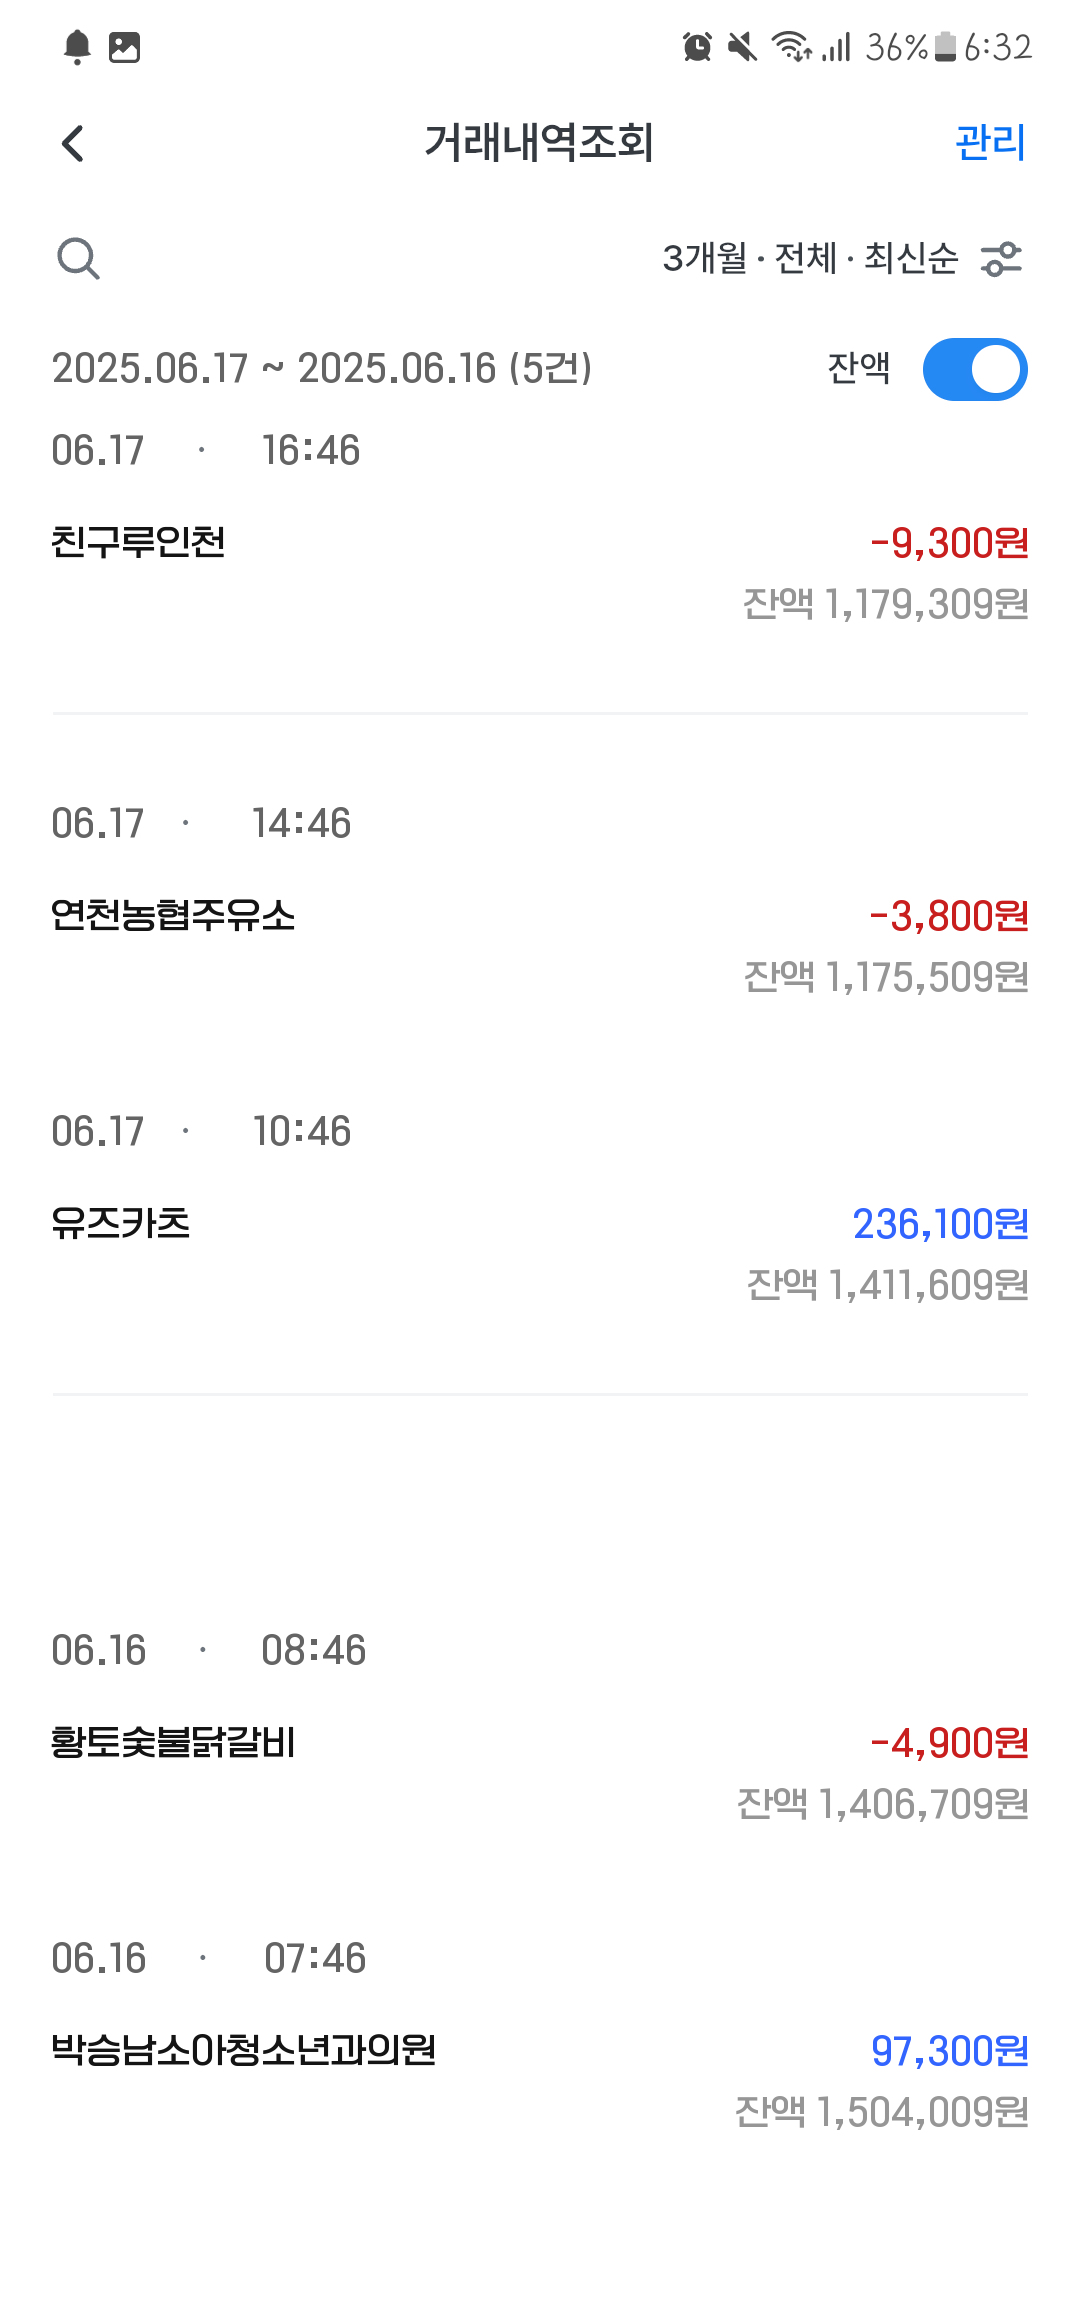 36% 6:32
거래내역조회 관리
3개월 · 전체 · 최신순
2025.06.17 ~ 2025.06.16 (5건) 잔액
06.17 · 16:46
친구루인천 -9,300원
잔액 1,179,309원
06.17 · 14:46
연천농협주유소 -3,800원
잔액 1,175,509원
06.17 · 10:46
유즈카츠 236,100원
잔액 1,411,609원
06.16 · 08:46
황토숯불닭갈비 -4,900원
잔액 1,406,709원
06.16 · 07:46
박승남소아청소년과의원 97,300원
잔액 1,504,009원